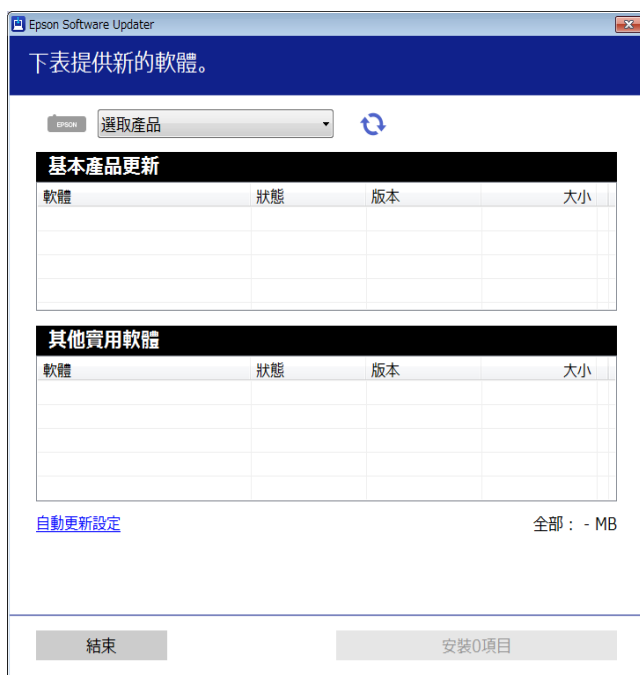 Epson Software Updater
下表提供新的軟體。
EPSON 選取產品
基本產品更新
軟體 狀態 版本 大小
其他實用軟體
軟體 狀態 版本 大小
自動更新設定 全部： - MB
結束 安裝0項目